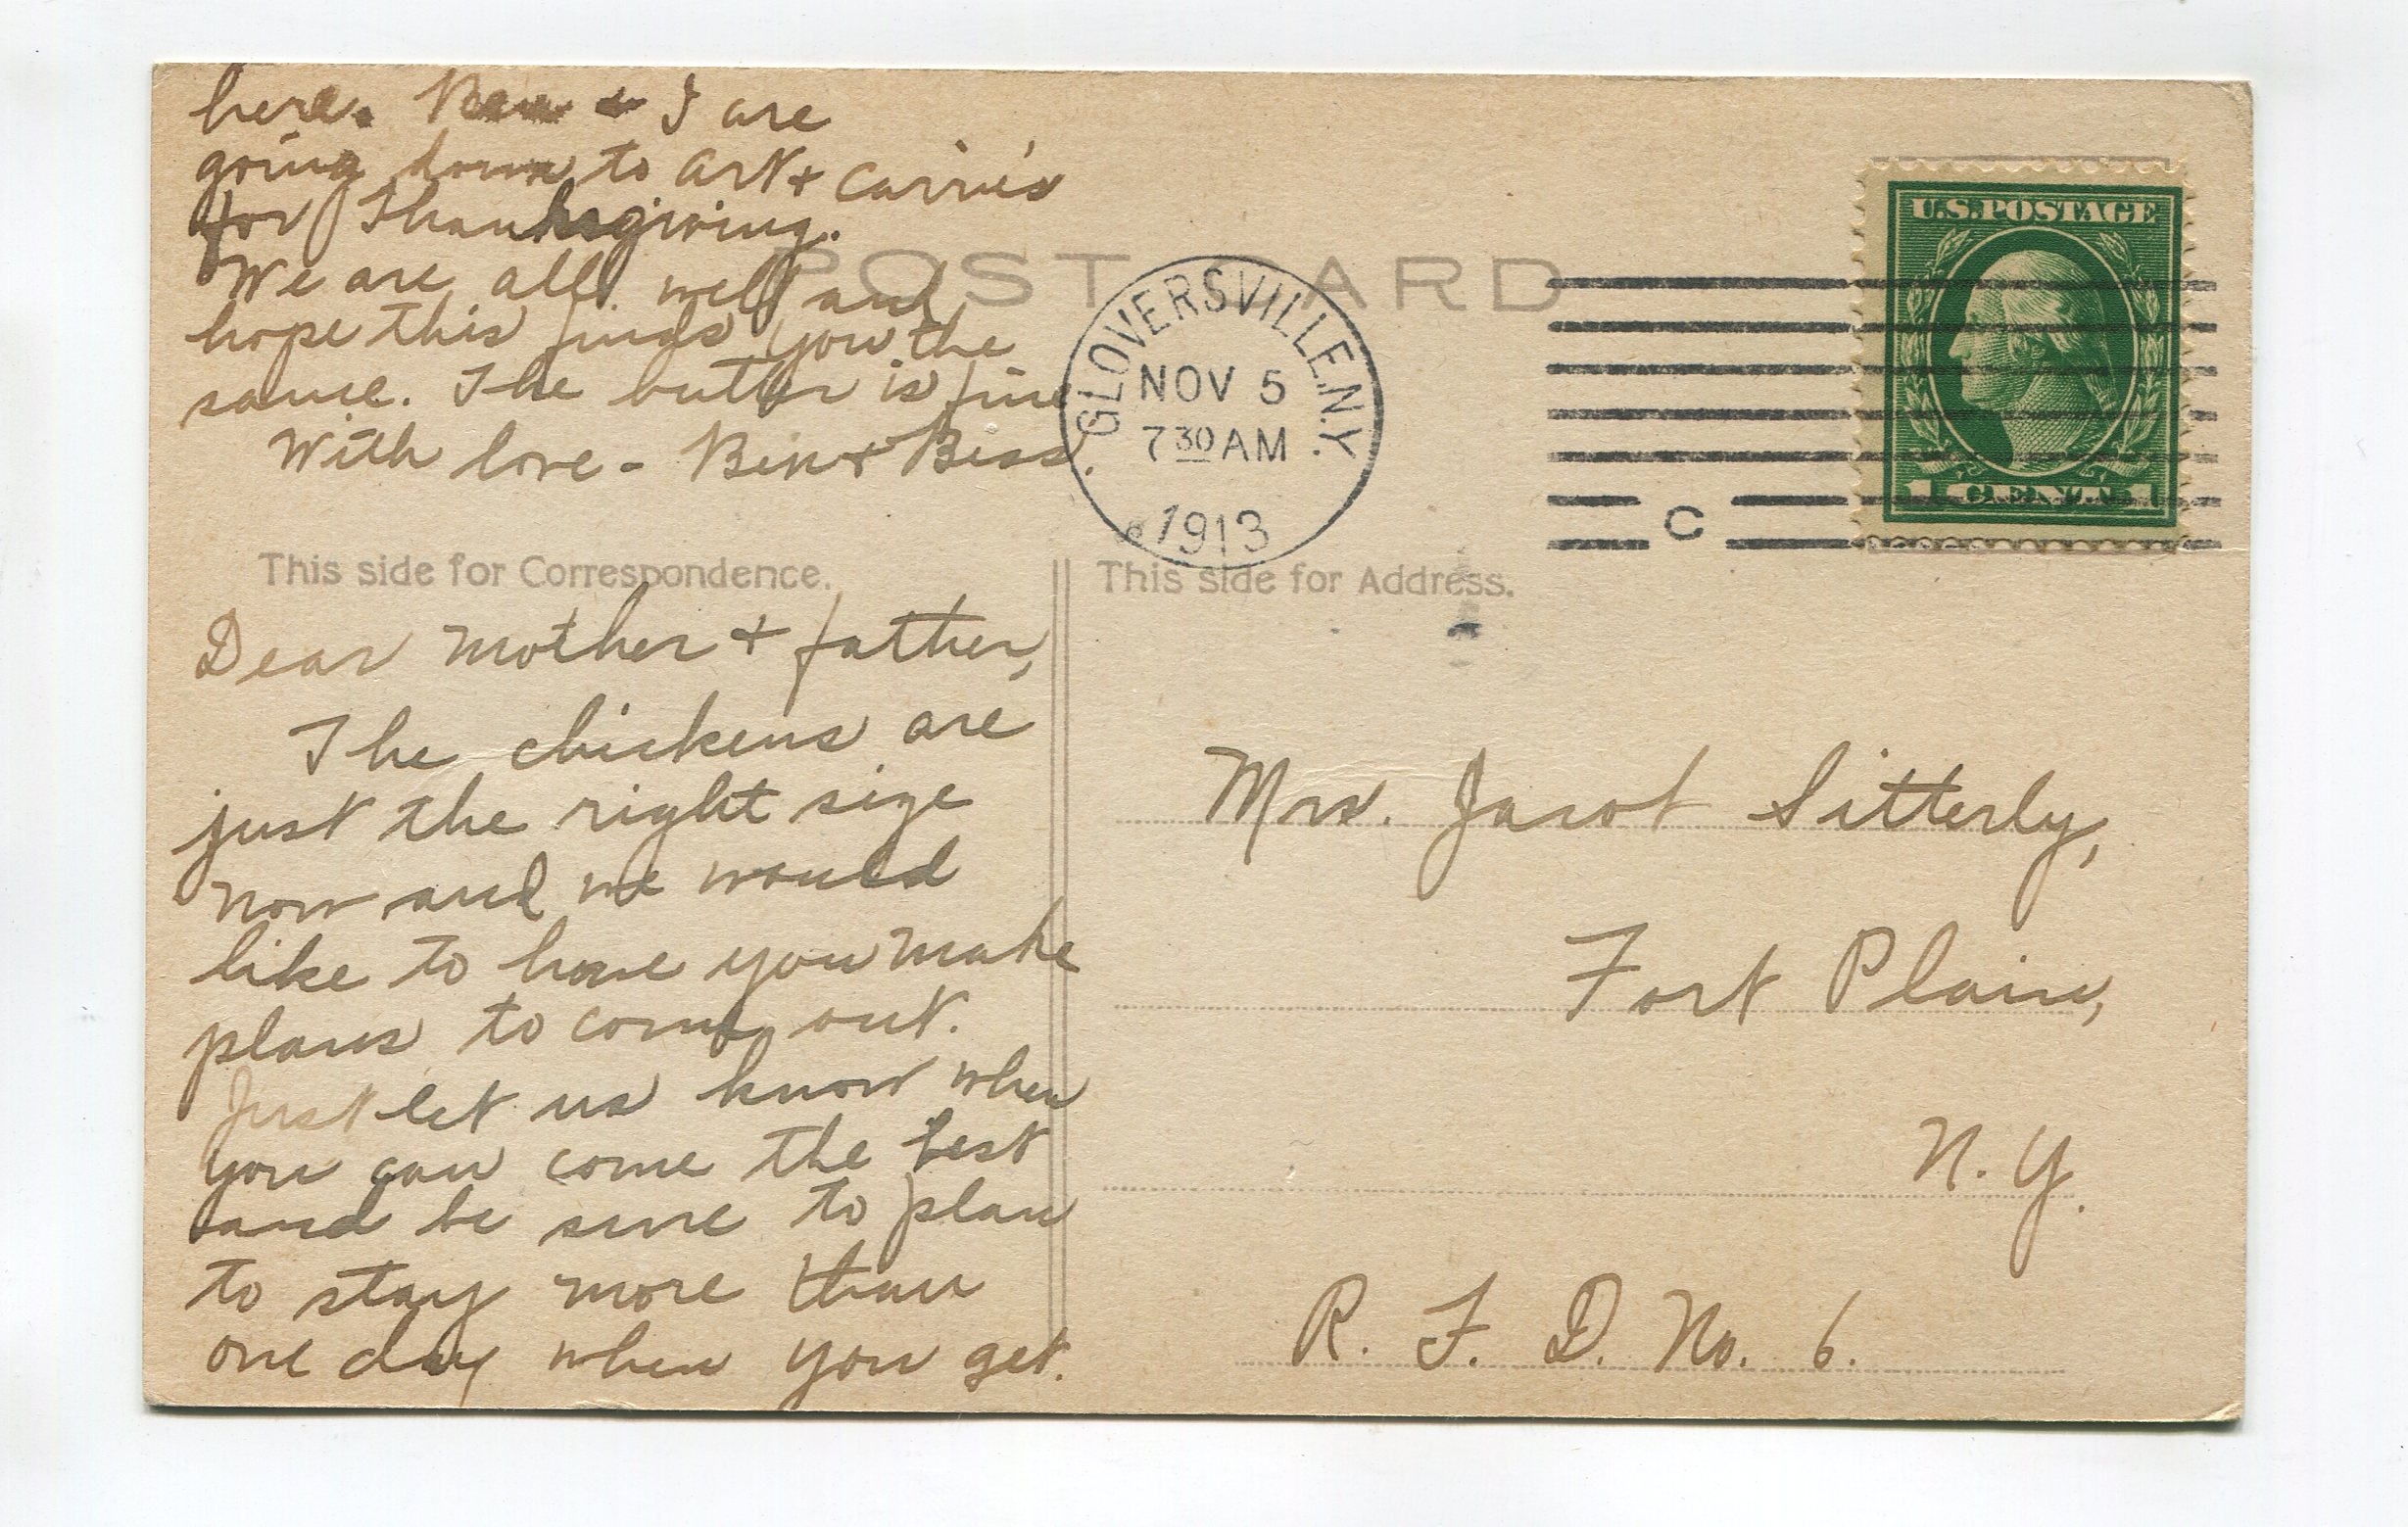 here. Ben & I are
going down to Art & Carrie's
for Thanksgiving.
We are all well and
hope this finds you the
same. The butter is fine
With love - Ben & Bess.
POST CARD
GLOVERSVILLE, N.Y.
NOV 5
7 30 AM
1913
C
U.S. POSTAGE
1 CENT 1
This side for Correspondence.
Dear Mother & father,
The chickens are
just the right size
now and we would
like to have you make
plans to come out.
Just let us know when
you can come the best
and be sure to plan
to stay more than
one day when you get.
This side for Address.
Mrs. Jacob Sitterly,
Fort Plain,
N. Y.
R. F. D. No. 6.